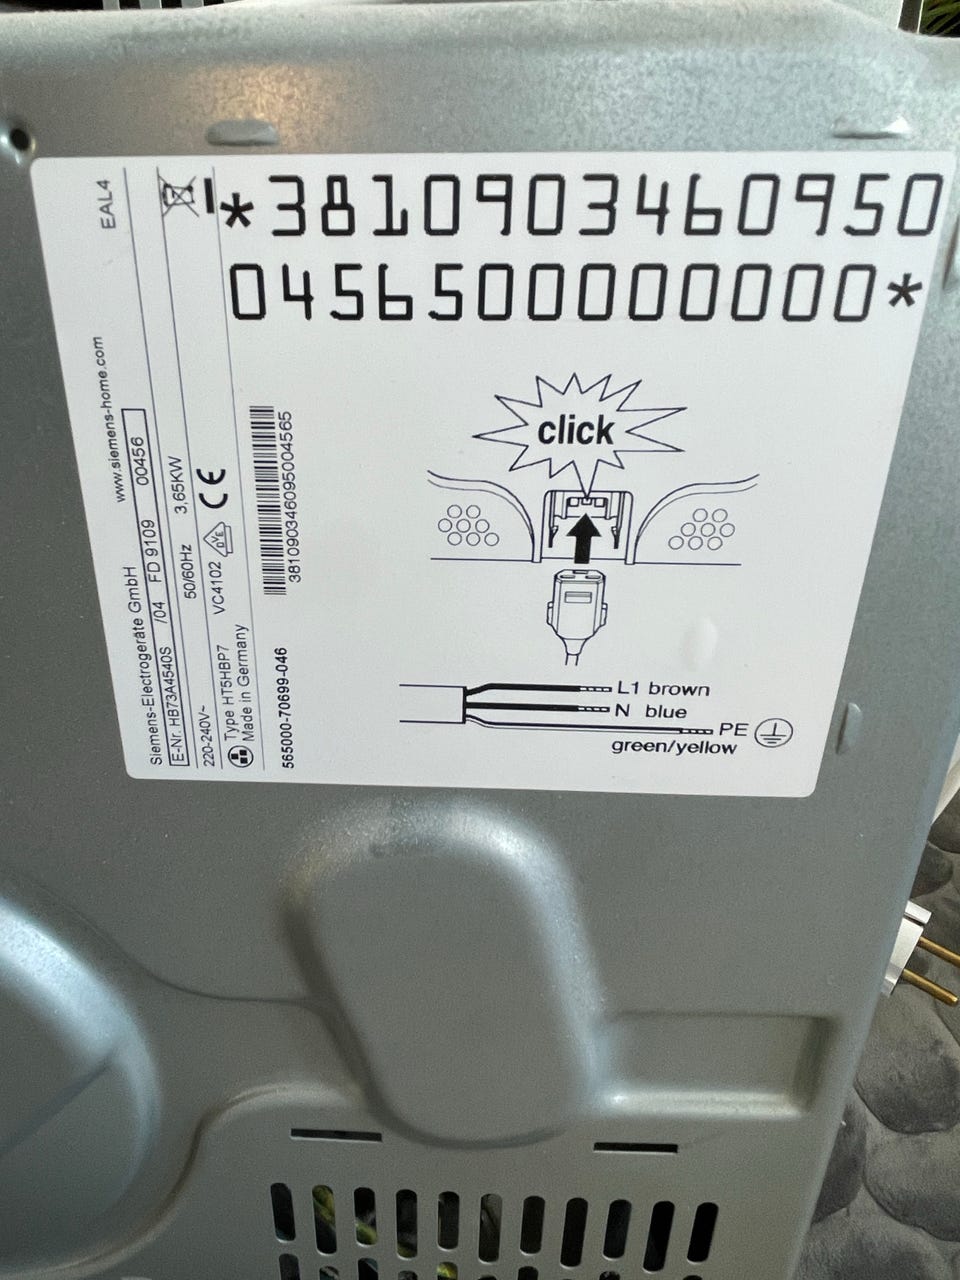 *3810903460950
0456500000000*
EAL4
www.siemens-home.com
Siemens-Electrogeräte GmbH
E-Nr. HB73A4540S /04 FD 9109 00456
220-240V~ 50/60Hz 3,65KW
Type HT5HBP7 VC4102 DVE CE
Made in Germany
381090346095004565
565000-70699-046
click
L1 brown
N blue
PE
green/yellow